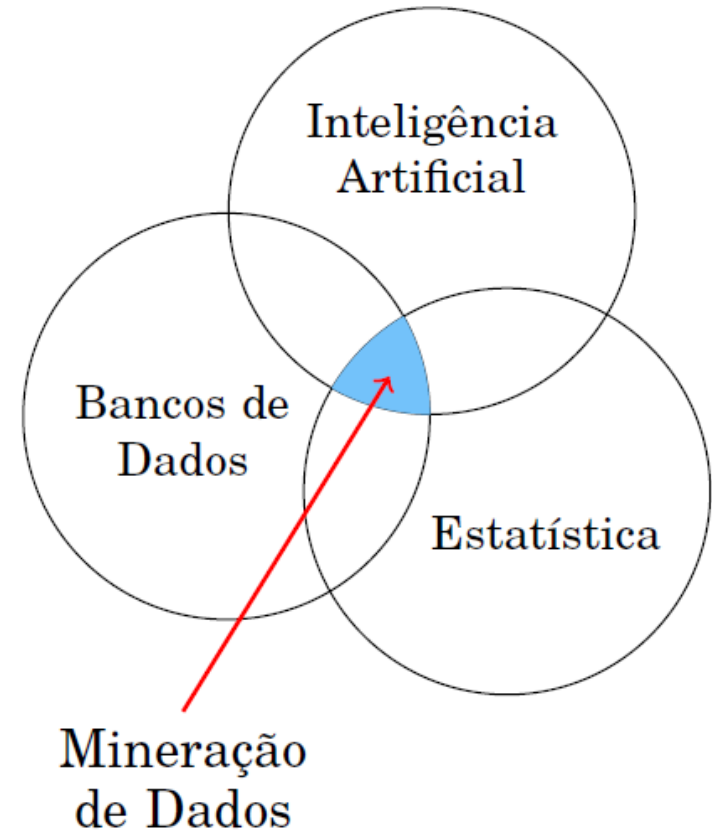 Inteligência
Artificial
Bancos de
Dados
Estatística
Mineração
de Dados